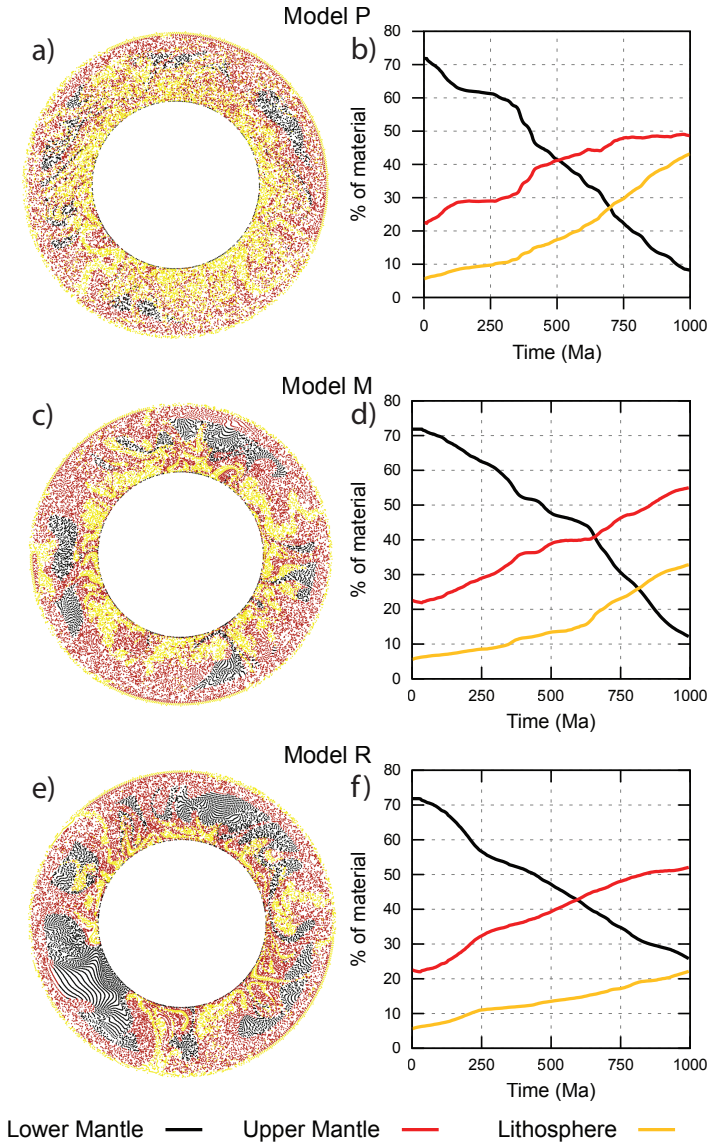 Model P
a)
b)
80
70
60
50
40
30
20
10
0
% of material
0 250 500 750 1000
Time (Ma)
Model M
c)
d)
80
70
60
50
40
30
20
10
0
% of material
0 250 500 750 1000
Time (Ma)
Model R
e)
f)
80
70
60
50
40
30
20
10
0
% of material
0 250 500 750 1000
Time (Ma)
Lower Mantle Upper Mantle Lithosphere